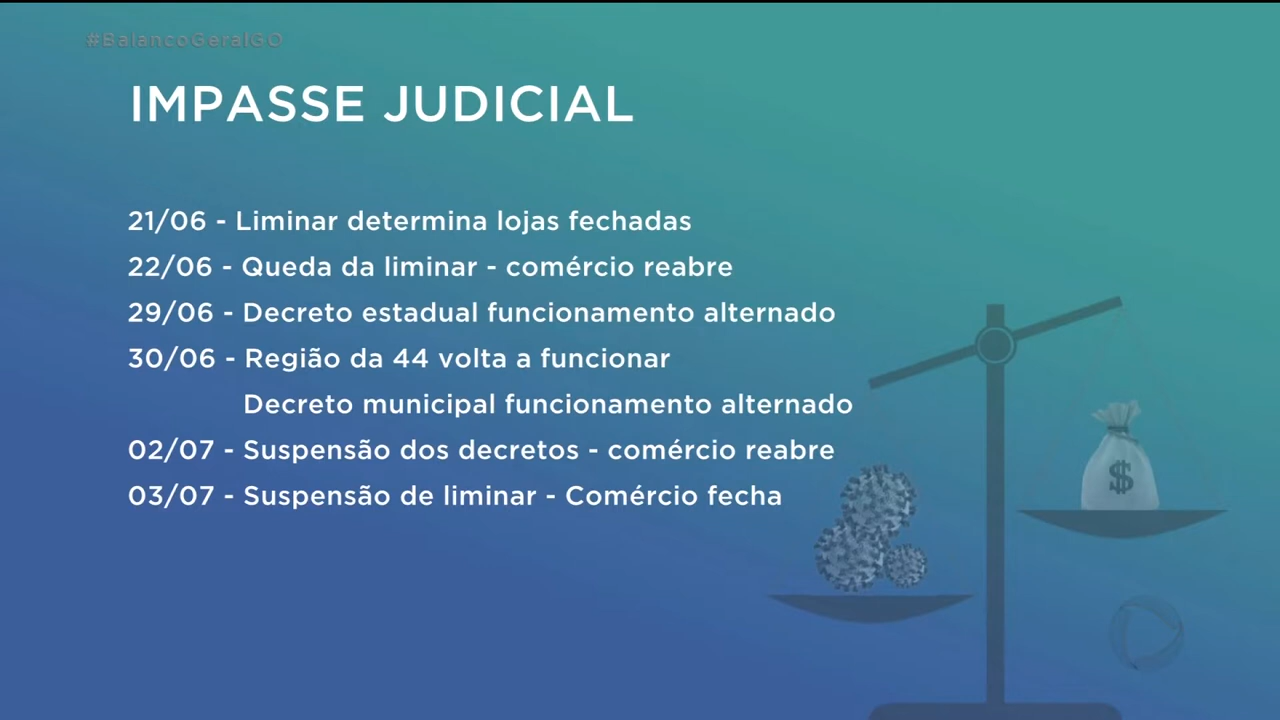 #BalancoGeralGO
IMPASSE JUDICIAL
21/06 - Liminar determina lojas fechadas
22/06 - Queda da liminar - comércio reabre
29/06 - Decreto estadual funcionamento alternado
30/06 - Região da 44 volta a funcionar
Decreto municipal funcionamento alternado
02/07 - Suspensão dos decretos - comércio reabre
03/07 - Suspensão de liminar - Comércio fecha
$